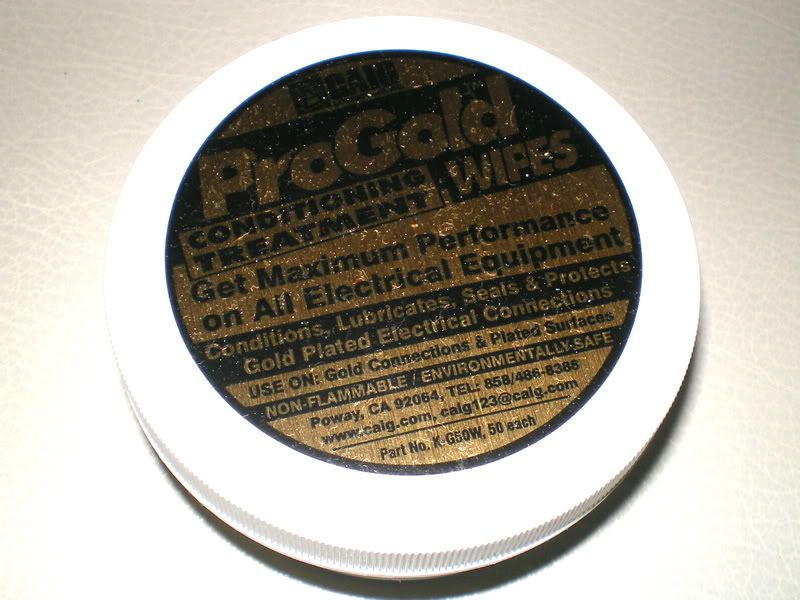 CAIG
ProGold
CONDITIONING
TREATMENT WIPES
Get Maximum Performance
on All Electrical Equipment
Conditions, Lubricates, Seals & Protects
Gold Plated Electrical Connections
USE ON: Gold Connections & Plated Surfaces
NON-FLAMMABLE / ENVIRONMENTALLY-SAFE
Poway, CA 92064, TEL: 858/486-8388
www.caig.com, caig123@caig.com
Part No. K-G50W, 50 each